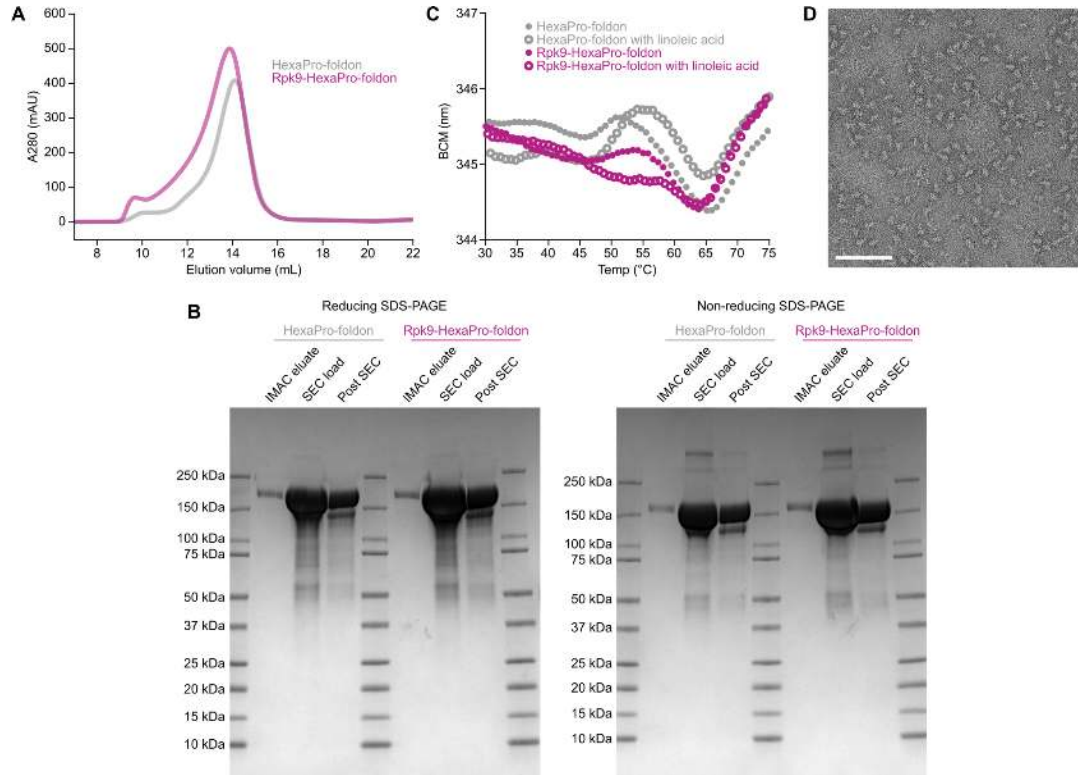 A
600
500
400
300
200
100
0
A280 (mAU)
8 10 12 14 16 18 20 22
Elution volume (mL)
HexaPro-foldon
Rpk9-HexaPro-foldon
C
347
346
345
344
BCM (nm)
30 35 40 45 50 55 60 65 70 75
Temp (°C)
HexaPro-foldon
HexaPro-foldon with linoleic acid
Rpk9-HexaPro-foldon
Rpk9-HexaPro-foldon with linoleic acid
D
B
Reducing SDS-PAGE
HexaPro-foldon Rpk9-HexaPro-foldon
IMAC eluate SEC load Post SEC IMAC eluate SEC load Post SEC
250 kDa
150 kDa
100 kDa
75 kDa
50 kDa
37 kDa
25 kDa
20 kDa
15 kDa
10 kDa
Non-reducing SDS-PAGE
HexaPro-foldon Rpk9-HexaPro-foldon
IMAC eluate SEC load Post SEC IMAC eluate SEC load Post SEC
250 kDa
150 kDa
100 kDa
75 kDa
50 kDa
37 kDa
25 kDa
20 kDa
15 kDa
10 kDa